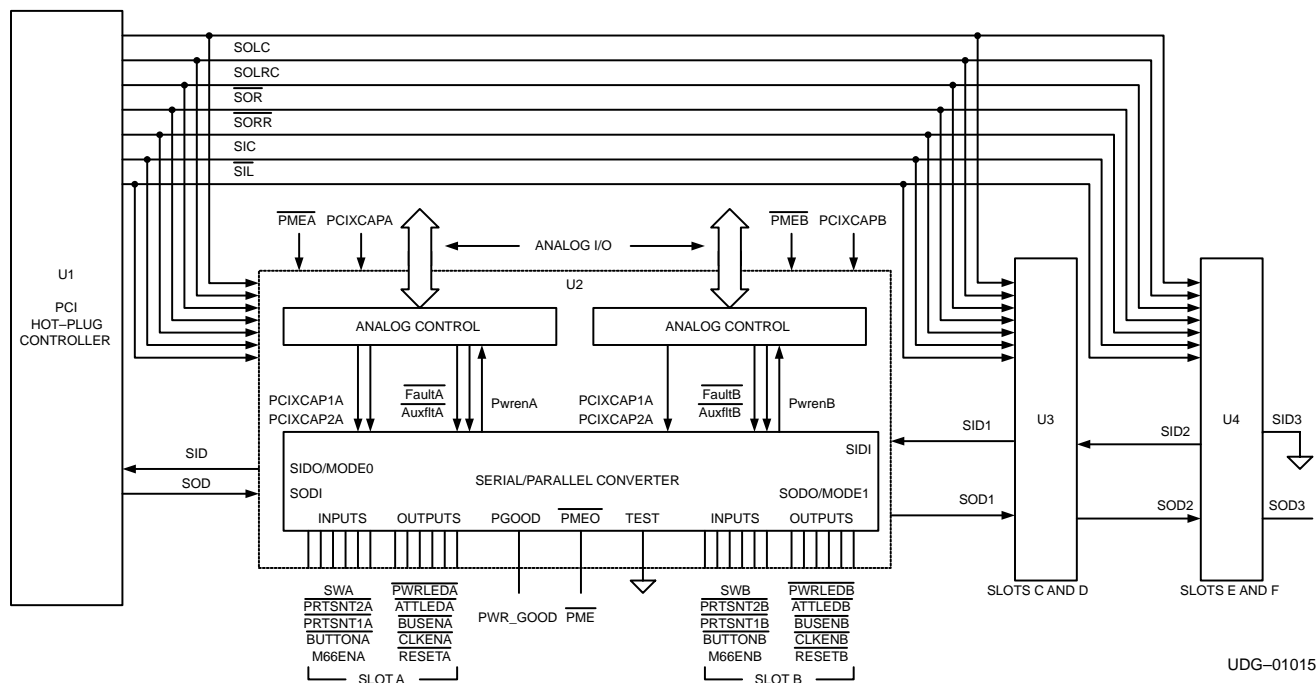 SOLC
SOLRC
SOR
SORR
SIC
SIL
U1
PCI
HOT–PLUG
CONTROLLER
PMEA PCIXCAPA
ANALOG I/O
PMEB PCIXCAPB
U2
ANALOG CONTROL
ANALOG CONTROL
PCIXCAP1A
PCIXCAP2A
FaultA
AuxfltA
PwrenA
PCIXCAP1A
PCIXCAP2A
FaultB
AuxfltB
PwrenB
SID
SOD
SIDO/MODE0
SODI
SERIAL/PARALLEL CONVERTER
SIDI
SODO/MODE1
INPUTS OUTPUTS PGOOD PMEO TEST INPUTS OUTPUTS
SID1
SOD1
U3
SID2
SOD2
U4
SID3
SOD3
SLOTS C AND D
SLOTS E AND F
SWA
PRTSNT2A
PRTSNT1A
BUTTONA
M66ENA
PWRLEDA
ATTLEDA
BUSENA
CLKENA
RESETA
SLOT A
PWR_GOOD
PME
SWB
PRTSNT2B
PRTSNT1B
BUTTONB
M66ENB
PWRLEDB
ATTLEDB
BUSENB
CLKENB
RESETB
SLOT B
UDG–01015